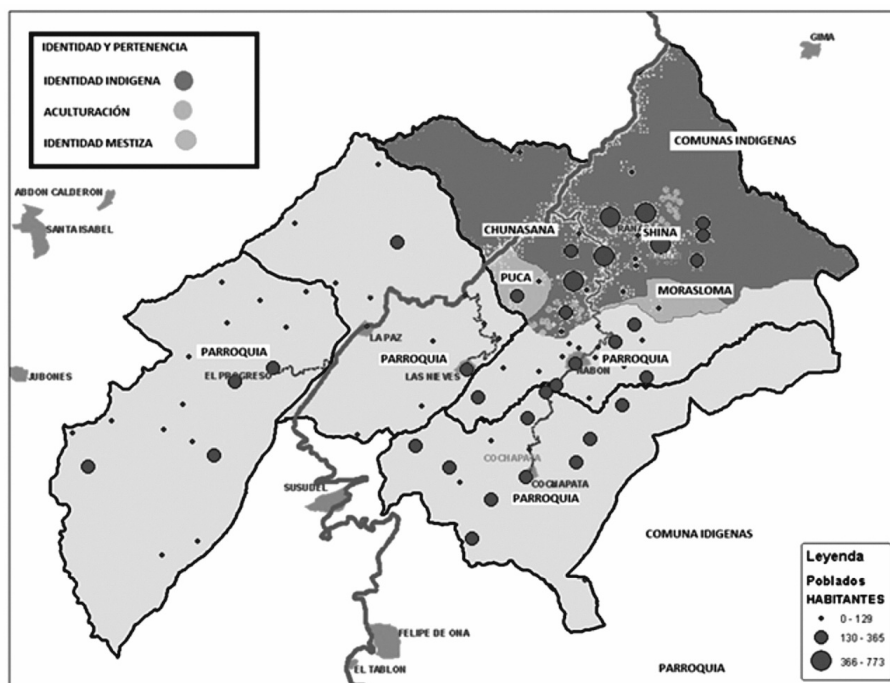 IDENTIDAD Y PERTENENCIA
IDENTIDAD INDIGENA
ACULTURACIÓN
IDENTIDAD MESTIZA
GIMA
COMUNAS INDIGENAS
ABDON CALDERON
SANTA ISABEL
CHUNASANA
SHINA
PUCA
MORASLOMA
LA PAZ
PARROQUIA
PARROQUIA
PARROQUIA
EL PROGRESO
LAS NIEVES
NABON
JUBONES
COCHAPATA
COCHAPATA
PARROQUIA
SUSUDEL
COMUNA IDIGENAS
FELIPE DE ONA
EL TABLON
PARROQUIA
Leyenda
Poblados
HABITANTES
0 - 129
130 - 365
366 - 773